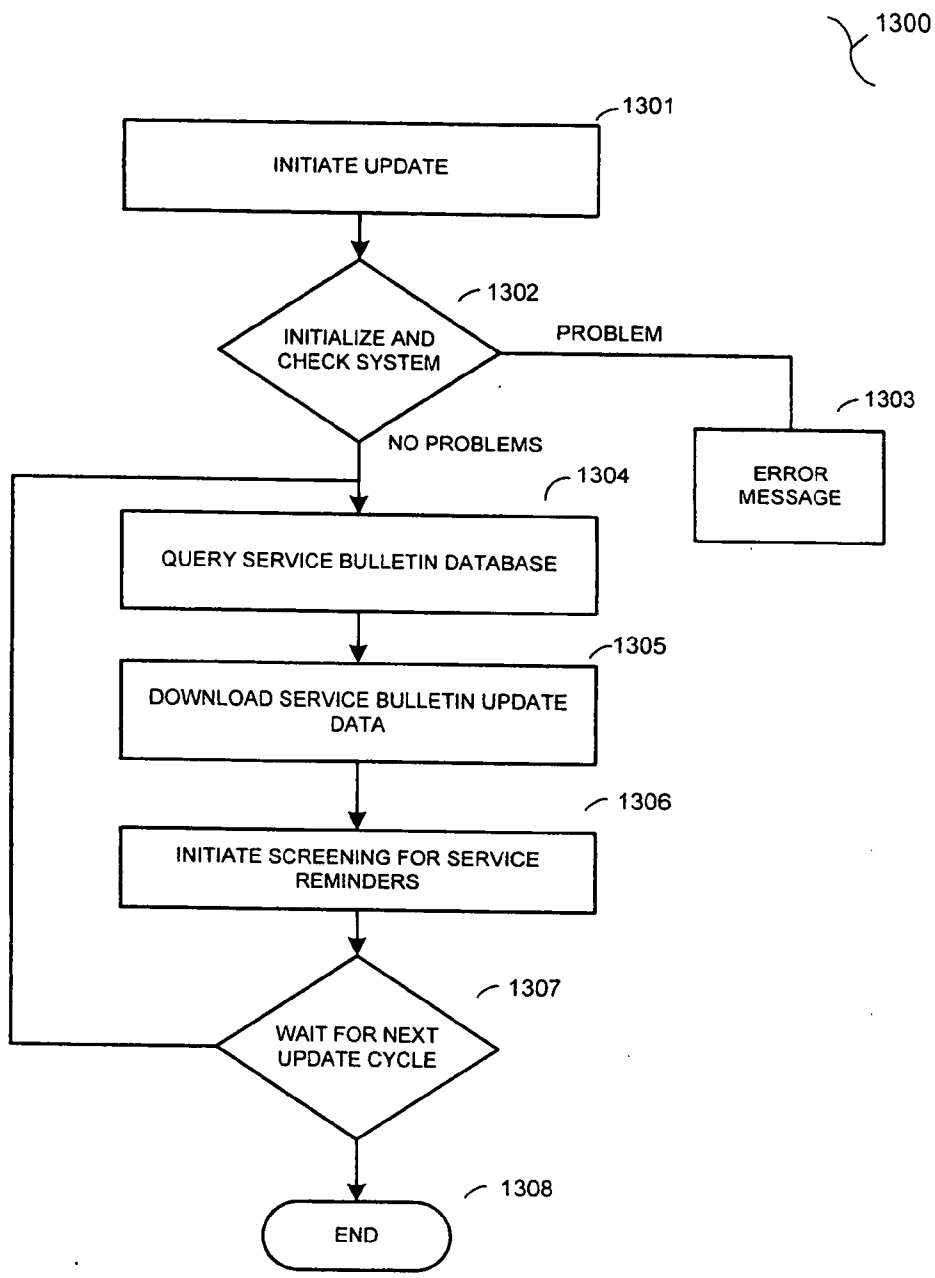 1300
1301
INITIATE UPDATE
1302
INITIALIZE AND
CHECK SYSTEM
PROBLEM
1303
ERROR
MESSAGE
NO PROBLEMS
1304
QUERY SERVICE BULLETIN DATABASE
1305
DOWNLOAD SERVICE BULLETIN UPDATE
DATA
1306
INITIATE SCREENING FOR SERVICE
REMINDERS
1307
WAIT FOR NEXT
UPDATE CYCLE
1308
END